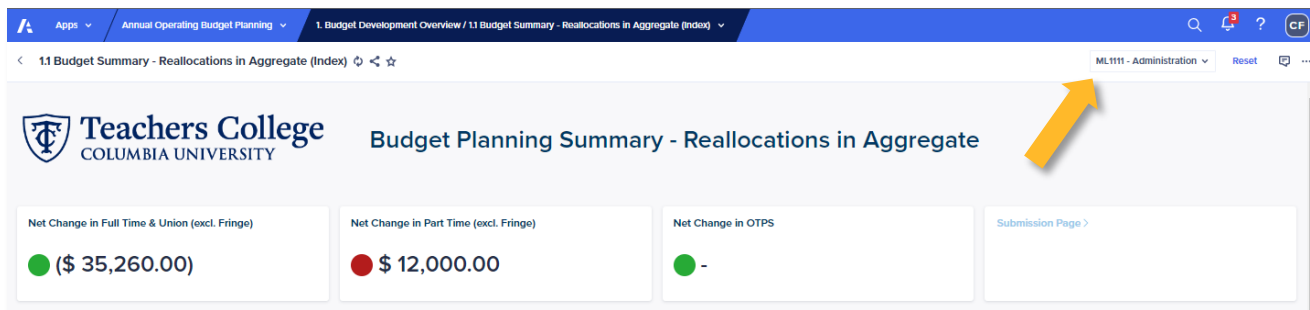 Apps
Annual Operating Budget Planning
1. Budget Development Overview / 1.1 Budget Summary - Reallocations in Aggregate (Index)
3
?
CF
1.1 Budget Summary - Reallocations in Aggregate (Index)
ML1111 - Administration
Reset
Teachers College
COLUMBIA UNIVERSITY
Budget Planning Summary - Reallocations in Aggregate
Net Change in Full Time & Union (excl. Fringe)
($ 35,260.00)
Net Change in Part Time (excl. Fringe)
$ 12,000.00
Net Change in OTPS
-
Submission Page >